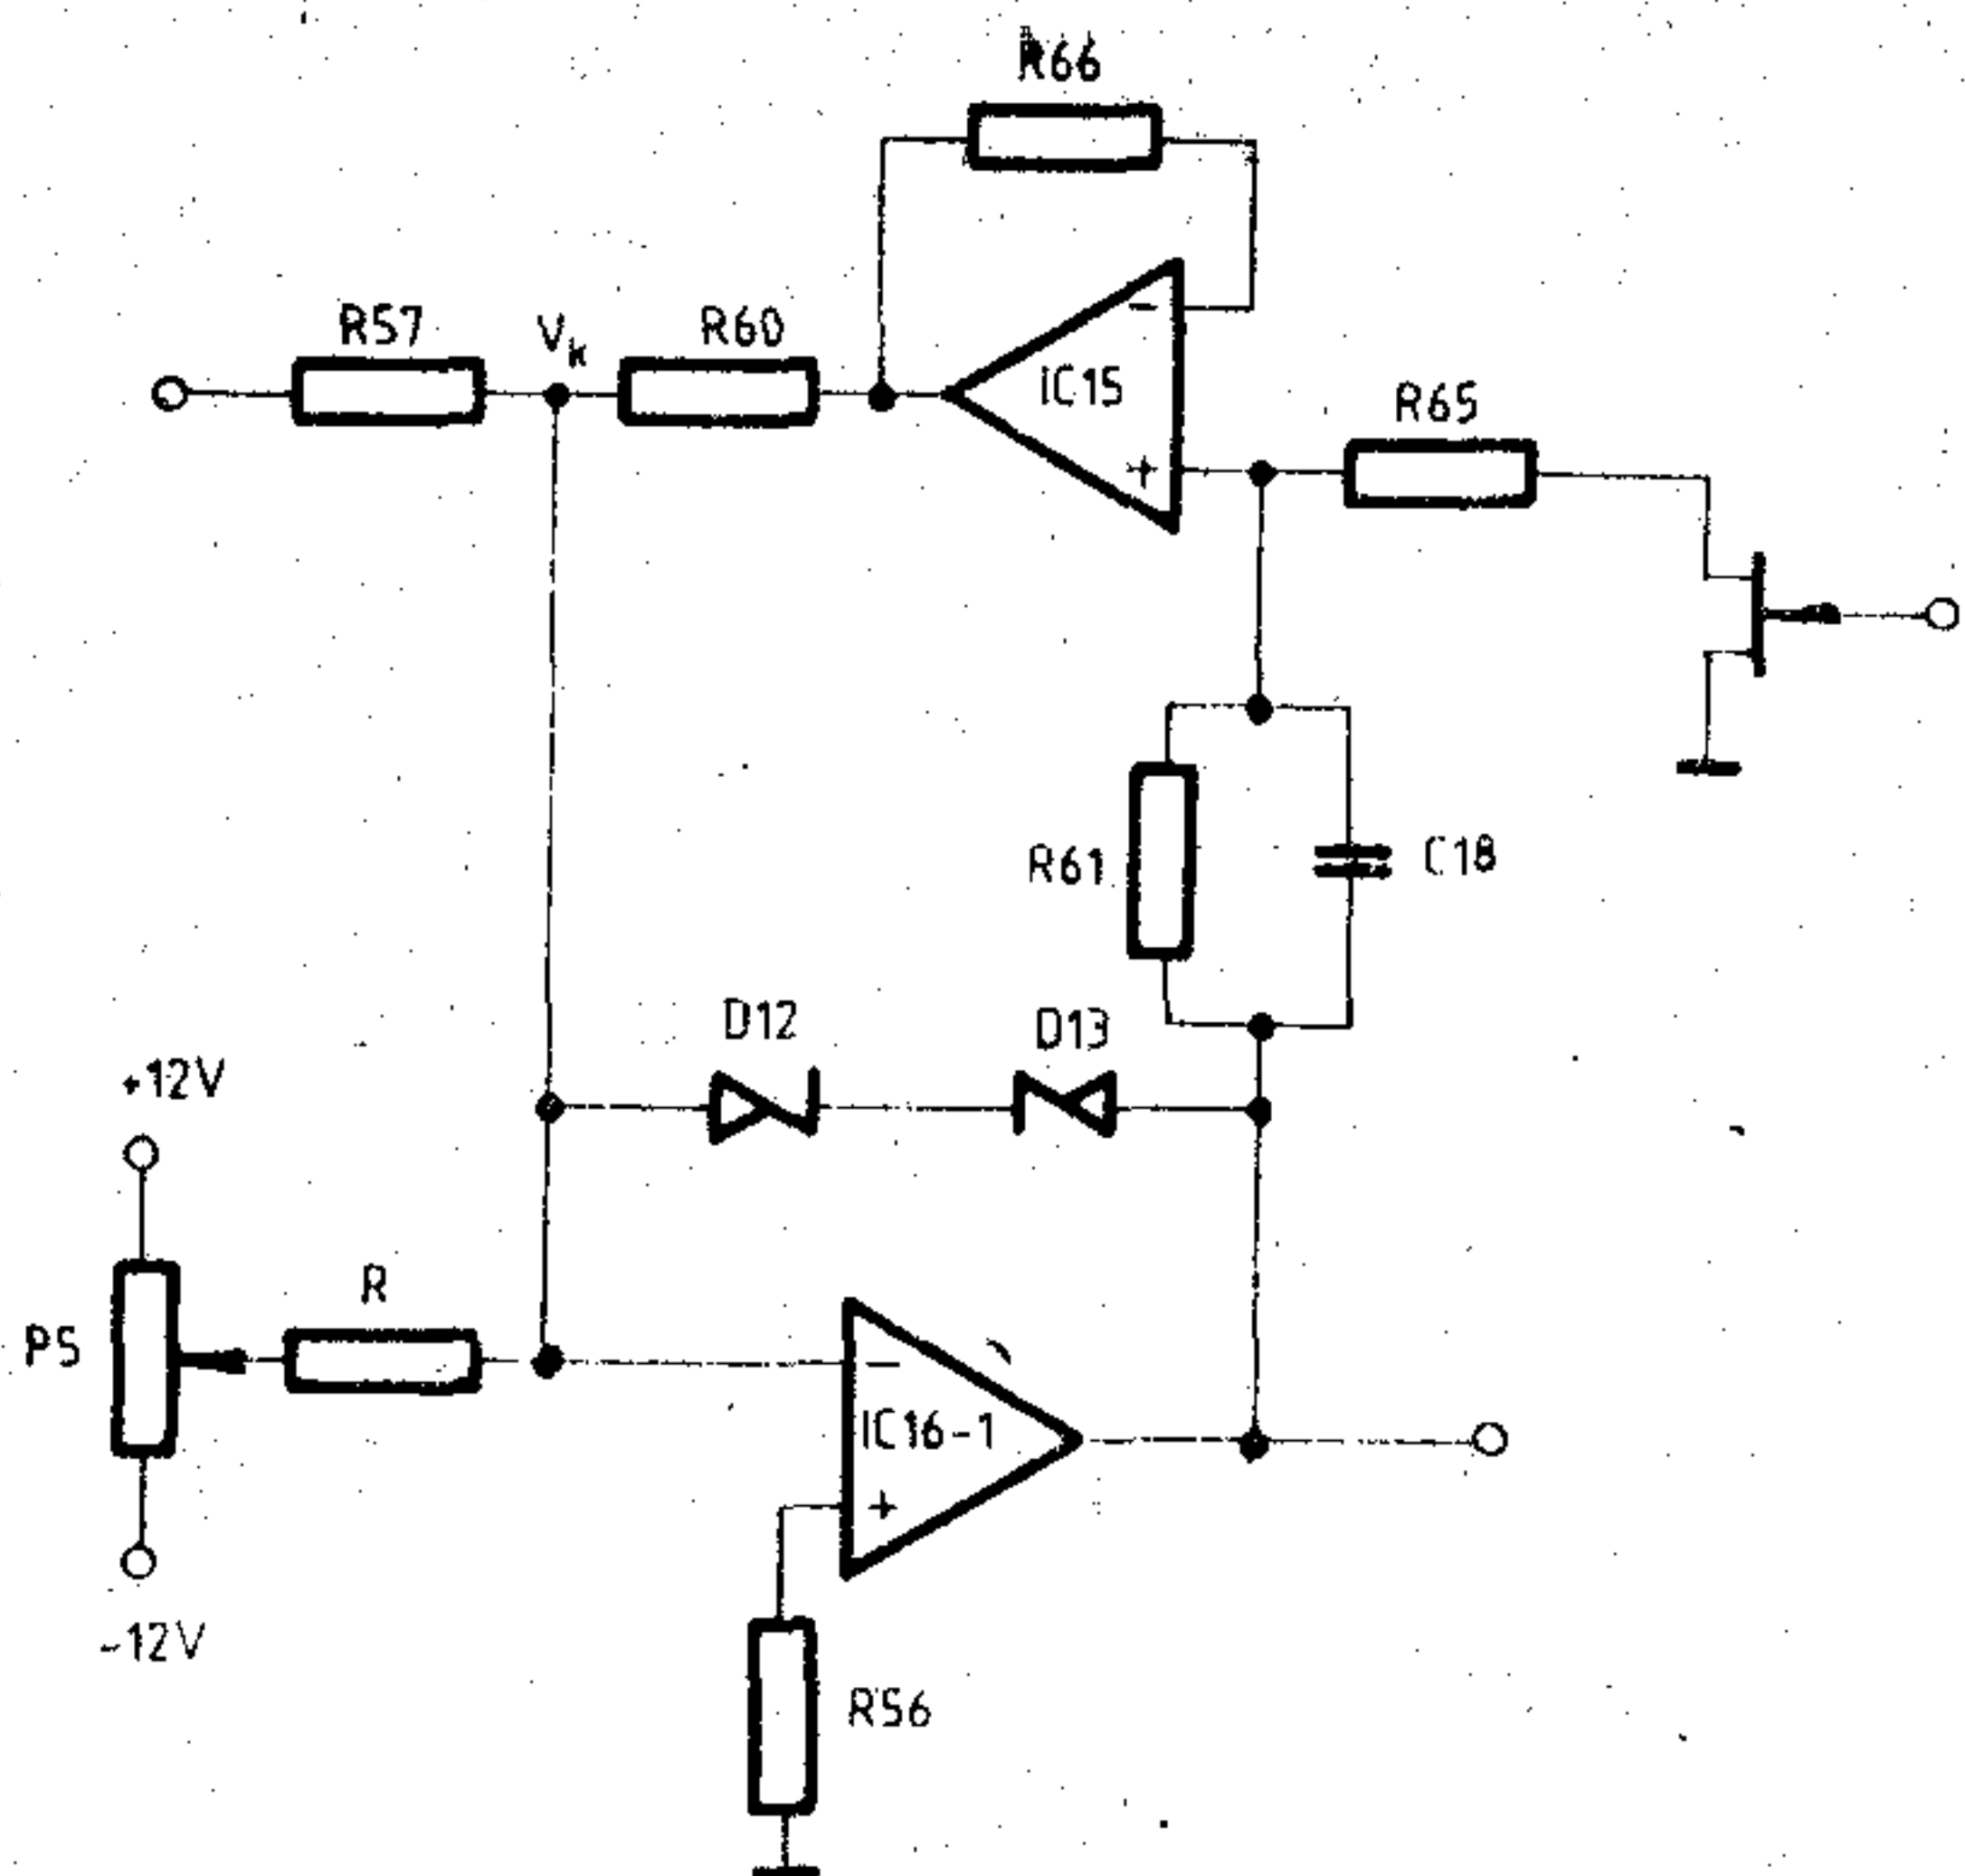 R66
R57
Vk
R60
IC15
R65
-
+
R61
C18
D12
D13
+12V
P5
R
-
IC16-1
+
-12V
R56